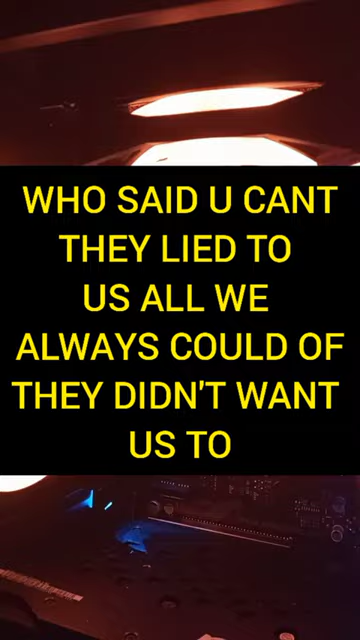 WHO SAID U CANT
THEY LIED TO
US ALL WE
ALWAYS COULD OF
THEY DIDN'T WANT
US TO